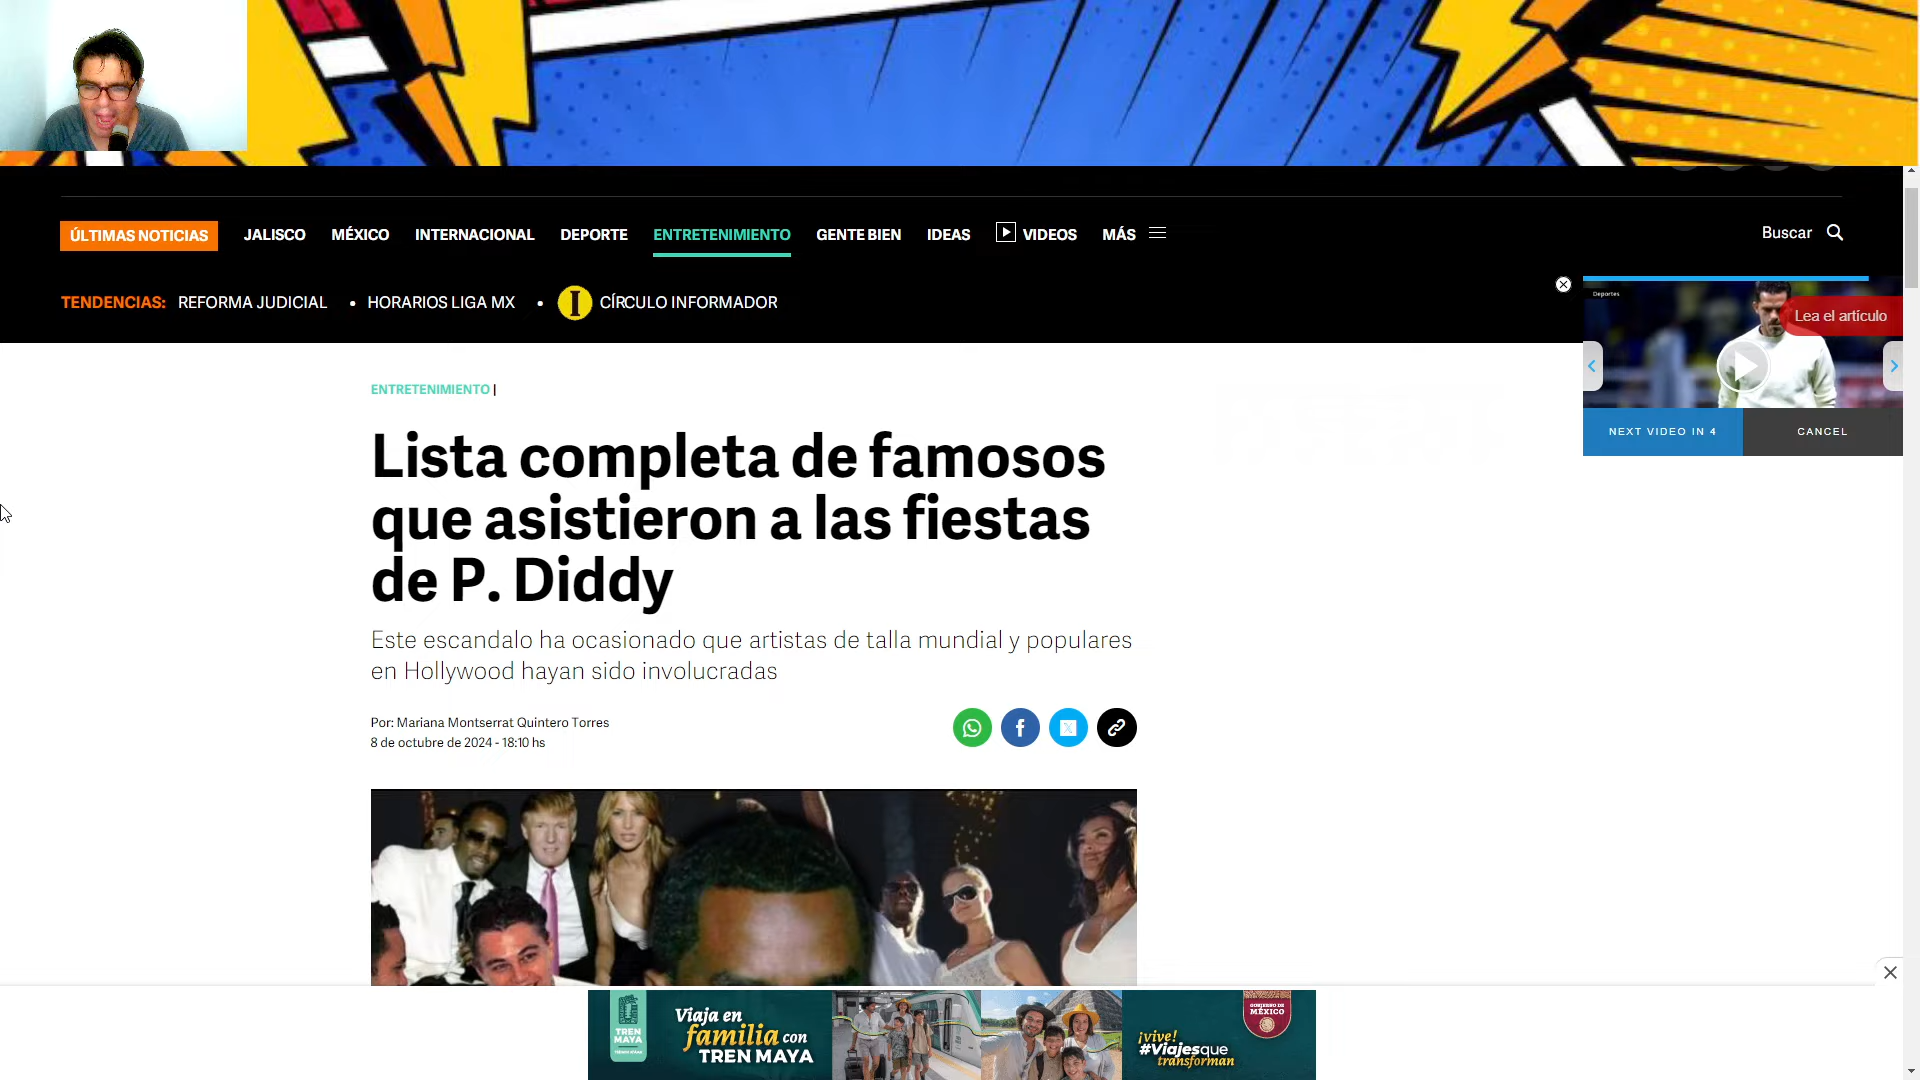 ÚLTIMAS NOTICIAS JALISCO MÉXICO INTERNACIONAL DEPORTE ENTRETENIMIENTO GENTE BIEN IDEAS VIDEOS MÁS Buscar
TENDENCIAS: REFORMA JUDICIAL • HORARIOS LIGA MX • I CÍRCULO INFORMADOR
Deportes
Lea el artículo
NEXT VIDEO IN 4 CANCEL
ENTRETENIMIENTO |
Lista completa de famosos
que asistieron a las fiestas
de P. Diddy
Este escandalo ha ocasionado que artistas de talla mundial y populares
en Hollywood hayan sido involucradas
Por: Mariana Montserrat Quintero Torres
8 de octubre de 2024 - 18:10 hs
TREN
MAYA
Viaja en
familia con
TREN MAYA
¡vive!
#Viajesque
transforman
GOBIERNO DE
MÉXICO